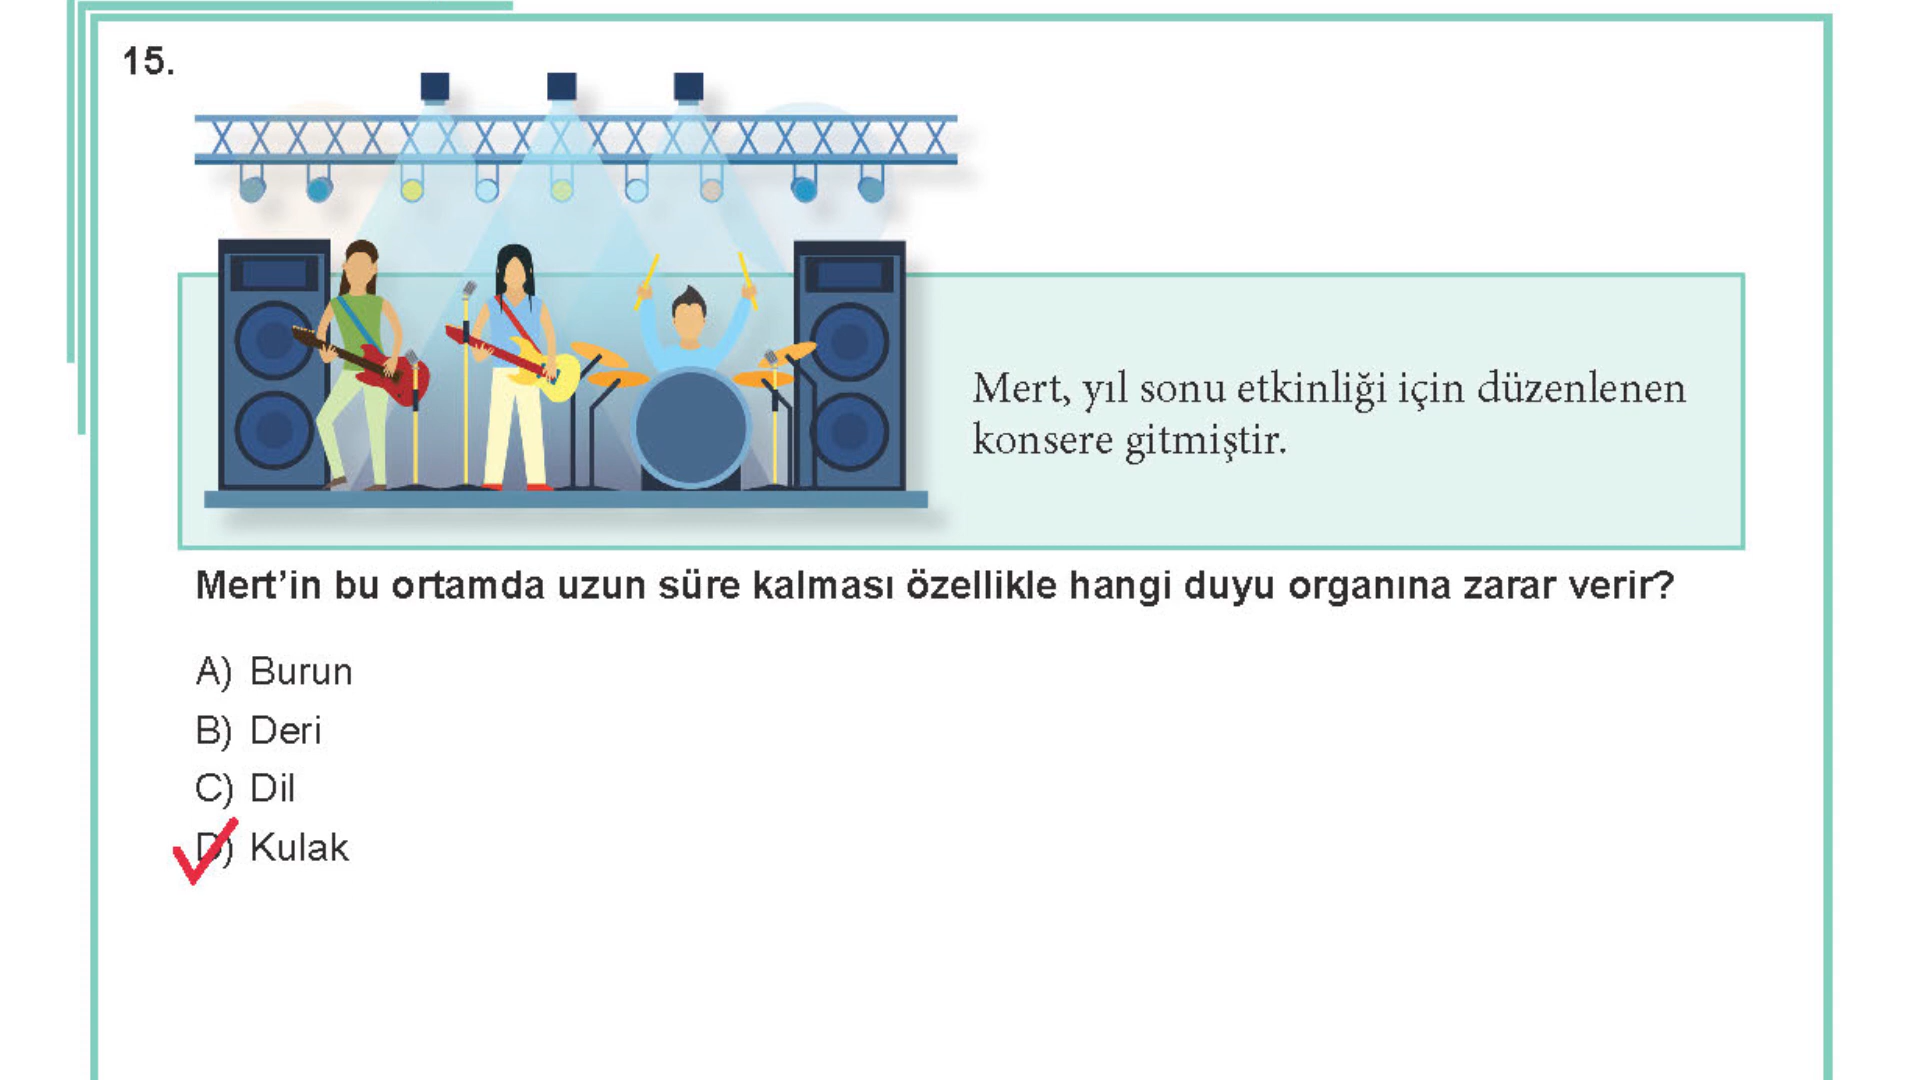 15.
Mert, yıl sonu etkinliği için düzenlenen
konsere gitmiştir.
Mert’in bu ortamda uzun süre kalması özellikle hangi duyu organına zarar verir?
A) Burun
B) Deri
C) Dil
D) Kulak